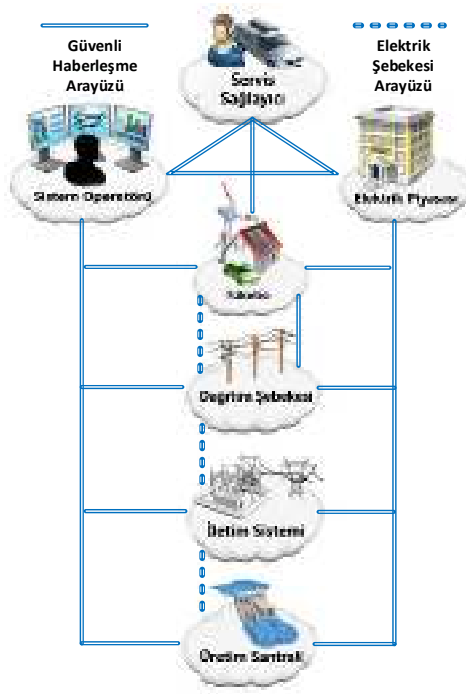 Güvenli
Haberleşme
Arayüzü
Elektrik
Şebekesi
Arayüzü
Servis
Sağlayıcı
Sistem Operatörü
Elektrik Piyasası
Dağıtım Şebekesi
İletim Sistemi
Üretim Santrali